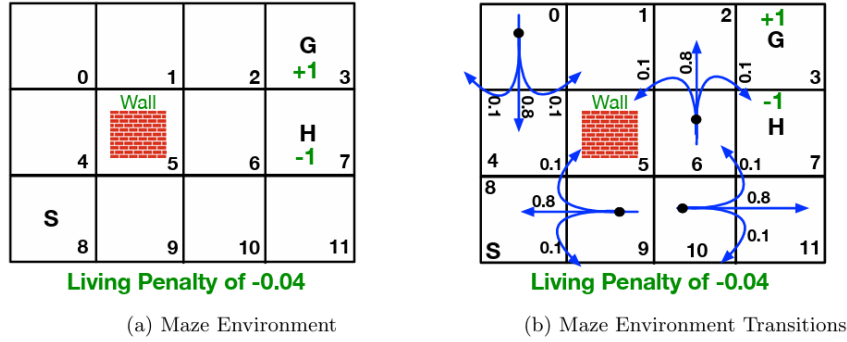 G
+1
0 1 2 3
Wall
H
-1
4 5 6 7
S
8 9 10 11
Living Penalty of -0.04
(a) Maze Environment
0 1 2 +1
G
3
0.1 0.8 0.1
0.1 0.8 0.1
Wall
-1
H
4 5 6 7
0.1 0.1
8
0.8 0.8
0.1 0.1
S 9 10 11
Living Penalty of -0.04
(b) Maze Environment Transitions